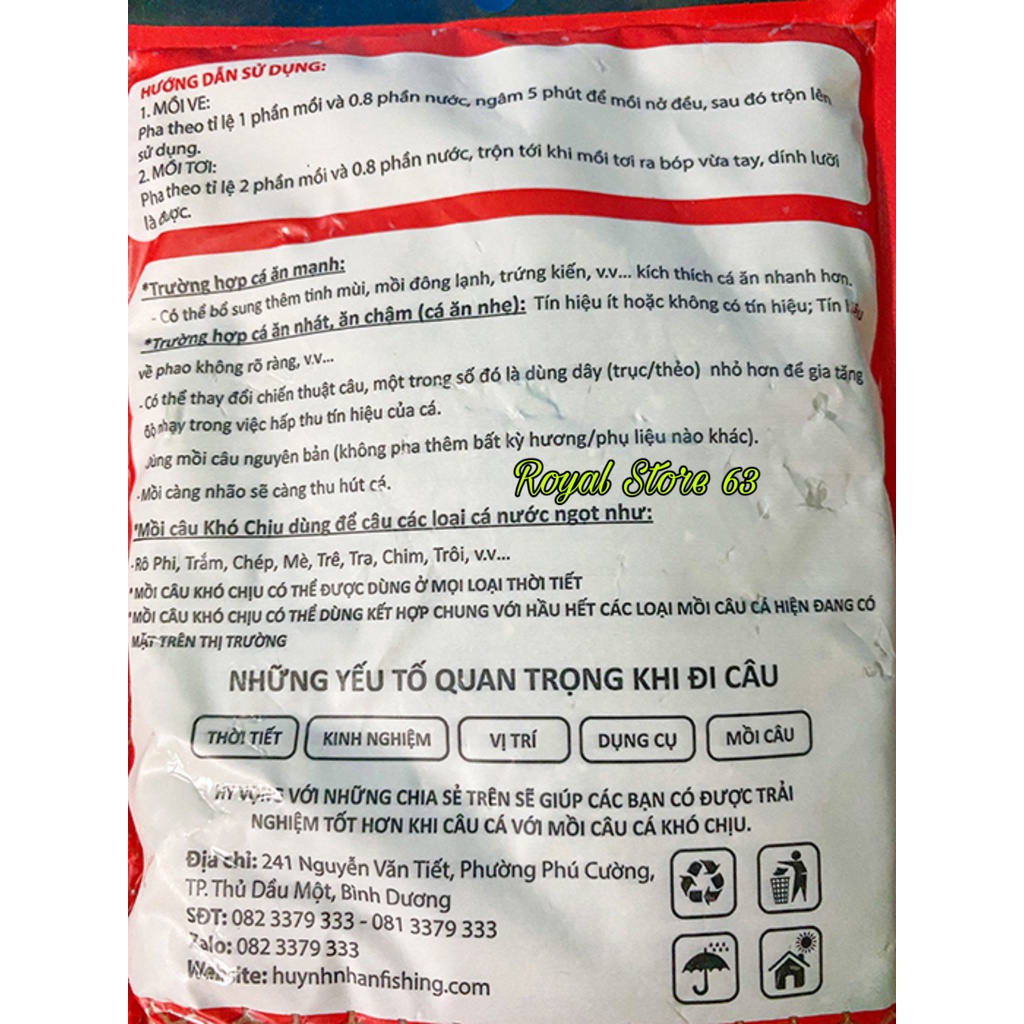 HƯỚNG DẪN SỬ DỤNG:
1. MỒI VE:
Pha theo tỉ lệ 1 phần mồi và 0.8 phần nước, ngâm 5 phút để mồi nở đều, sau đó trộn lên
sử dụng.
2. MỒI TƠI:
Pha theo tỉ lệ 2 phần mồi và 0.8 phần nước, trộn tới khi mồi tơi ra bóp vừa tay, dính lưỡi
là được.
*Trường hợp cá ăn mạnh:
- Có thể bổ sung thêm tinh mùi, mồi đông lạnh, trứng kiến, v.v... kích thích cá ăn nhanh hơn.
*Trường hợp cá ăn nhát, ăn chậm (cá ăn nhẹ): Tín hiệu ít hoặc không có tín hiệu; Tín hiệu
về phao không rõ ràng, v.v...
-Có thể thay đổi chiến thuật câu, một trong số đó là dùng dây (trục/thẻo) nhỏ hơn để gia tăng
độ nhạy trong việc hấp thu tín hiệu của cá.
Dùng mồi câu nguyên bản (không pha thêm bất kỳ hương/phụ liệu nào khác).
Royal Store 63
-Mồi càng nhão sẽ càng thu hút cá.
*Mồi câu Khó Chịu dùng để câu các loại cá nước ngọt như:
-Rô Phi, Trắm, Chép, Mè, Trê, Tra, Chim, Trôi, v.v...
*MỒI CÂU KHÓ CHỊU CÓ THỂ ĐƯỢC DÙNG Ở MỌI LOẠI THỜI TIẾT
*MỒI CÂU KHÓ CHỊU CÓ THỂ DÙNG KẾT HỢP CHUNG VỚI HẦU HẾT CÁC LOẠI MỒI CÂU CÁ HIỆN ĐANG CÓ
MẶT TRÊN THỊ TRƯỜNG
NHỮNG YẾU TỐ QUAN TRỌNG KHI ĐI CÂU
THỜI TIẾT KINH NGHIỆM VỊ TRÍ DỤNG CỤ MỒI CÂU
HY VỌNG VỚI NHỮNG CHIA SẺ TRÊN SẼ GIÚP CÁC BẠN CÓ ĐƯỢC TRẢI
NGHIỆM TỐT HƠN KHI CÂU CÁ VỚI MỒI CÂU CÁ KHÓ CHỊU.
Địa chỉ: 241 Nguyễn Văn Tiết, Phường Phú Cường,
TP. Thủ Dầu Một, Bình Dương
SĐT: 082 3379 333 - 081 3379 333
Zalo: 082 3379 333
Website: huynhnhanfishing.com